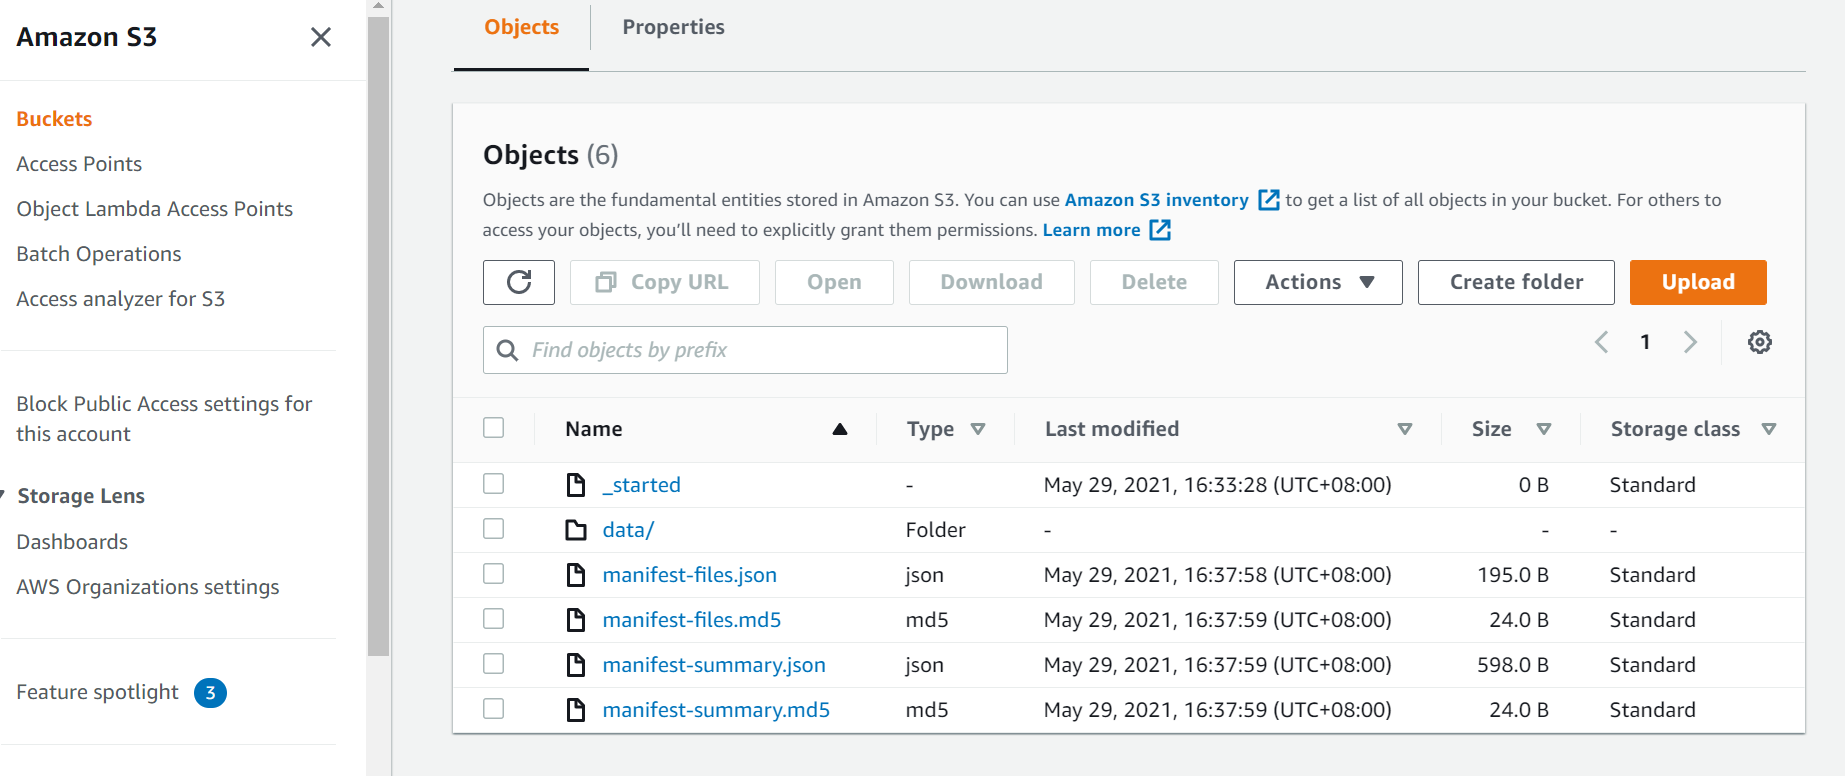 Amazon S3
Buckets
Access Points
Object Lambda Access Points
Batch Operations
Access analyzer for S3
Block Public Access settings for
this account
Storage Lens
Dashboards
AWS Organizations settings
Feature spotlight 3
Objects Properties
Objects (6)
Objects are the fundamental entities stored in Amazon S3. You can use Amazon S3 inventory to get a list of all objects in your bucket. For others to
access your objects, you’ll need to explicitly grant them permissions. Learn more
Copy URL Open Download Delete Actions Create folder Upload
Find objects by prefix 1
Name Type Last modified Size Storage class
_started - May 29, 2021, 16:33:28 (UTC+08:00) 0 B Standard
data/ Folder - - -
manifest-files.json json May 29, 2021, 16:37:58 (UTC+08:00) 195.0 B Standard
manifest-files.md5 md5 May 29, 2021, 16:37:59 (UTC+08:00) 24.0 B Standard
manifest-summary.json json May 29, 2021, 16:37:59 (UTC+08:00) 598.0 B Standard
manifest-summary.md5 md5 May 29, 2021, 16:37:59 (UTC+08:00) 24.0 B Standard